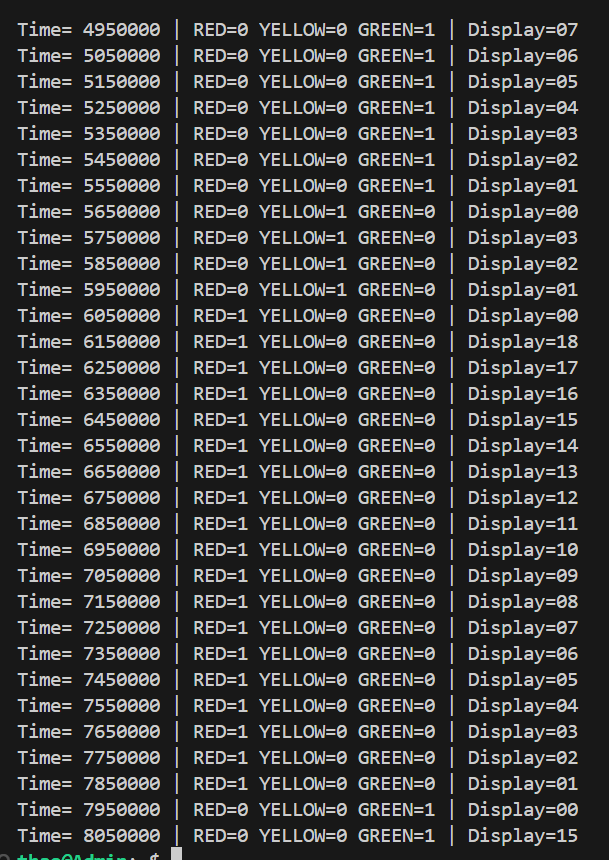 Time= 4950000 | RED=0 YELLOW=0 GREEN=1 | Display=07
Time= 5050000 | RED=0 YELLOW=0 GREEN=1 | Display=06
Time= 5150000 | RED=0 YELLOW=0 GREEN=1 | Display=05
Time= 5250000 | RED=0 YELLOW=0 GREEN=1 | Display=04
Time= 5350000 | RED=0 YELLOW=0 GREEN=1 | Display=03
Time= 5450000 | RED=0 YELLOW=0 GREEN=1 | Display=02
Time= 5550000 | RED=0 YELLOW=0 GREEN=1 | Display=01
Time= 5650000 | RED=0 YELLOW=1 GREEN=0 | Display=00
Time= 5750000 | RED=0 YELLOW=1 GREEN=0 | Display=03
Time= 5850000 | RED=0 YELLOW=1 GREEN=0 | Display=02
Time= 5950000 | RED=0 YELLOW=1 GREEN=0 | Display=01
Time= 6050000 | RED=1 YELLOW=0 GREEN=0 | Display=00
Time= 6150000 | RED=1 YELLOW=0 GREEN=0 | Display=18
Time= 6250000 | RED=1 YELLOW=0 GREEN=0 | Display=17
Time= 6350000 | RED=1 YELLOW=0 GREEN=0 | Display=16
Time= 6450000 | RED=1 YELLOW=0 GREEN=0 | Display=15
Time= 6550000 | RED=1 YELLOW=0 GREEN=0 | Display=14
Time= 6650000 | RED=1 YELLOW=0 GREEN=0 | Display=13
Time= 6750000 | RED=1 YELLOW=0 GREEN=0 | Display=12
Time= 6850000 | RED=1 YELLOW=0 GREEN=0 | Display=11
Time= 6950000 | RED=1 YELLOW=0 GREEN=0 | Display=10
Time= 7050000 | RED=1 YELLOW=0 GREEN=0 | Display=09
Time= 7150000 | RED=1 YELLOW=0 GREEN=0 | Display=08
Time= 7250000 | RED=1 YELLOW=0 GREEN=0 | Display=07
Time= 7350000 | RED=1 YELLOW=0 GREEN=0 | Display=06
Time= 7450000 | RED=1 YELLOW=0 GREEN=0 | Display=05
Time= 7550000 | RED=1 YELLOW=0 GREEN=0 | Display=04
Time= 7650000 | RED=1 YELLOW=0 GREEN=0 | Display=03
Time= 7750000 | RED=1 YELLOW=0 GREEN=0 | Display=02
Time= 7850000 | RED=1 YELLOW=0 GREEN=0 | Display=01
Time= 7950000 | RED=0 YELLOW=0 GREEN=1 | Display=00
Time= 8050000 | RED=0 YELLOW=0 GREEN=1 | Display=15